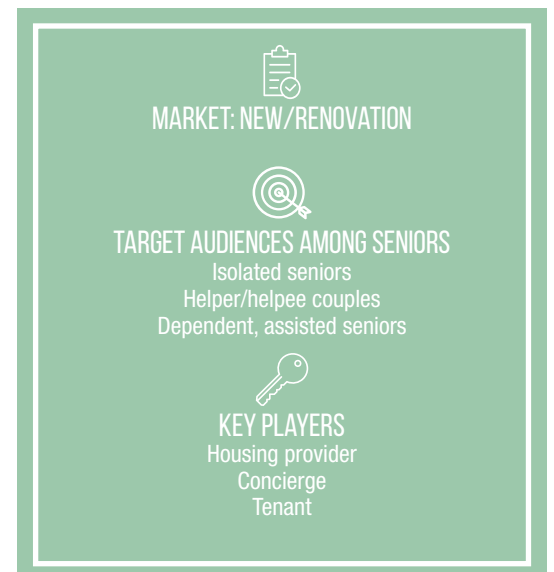 MARKET: NEW/RENOVATION
TARGET AUDIENCES AMONG SENIORS
Isolated seniors
Helper/helpee couples
Dependent, assisted seniors
KEY PLAYERS
Housing provider
Concierge
Tenant